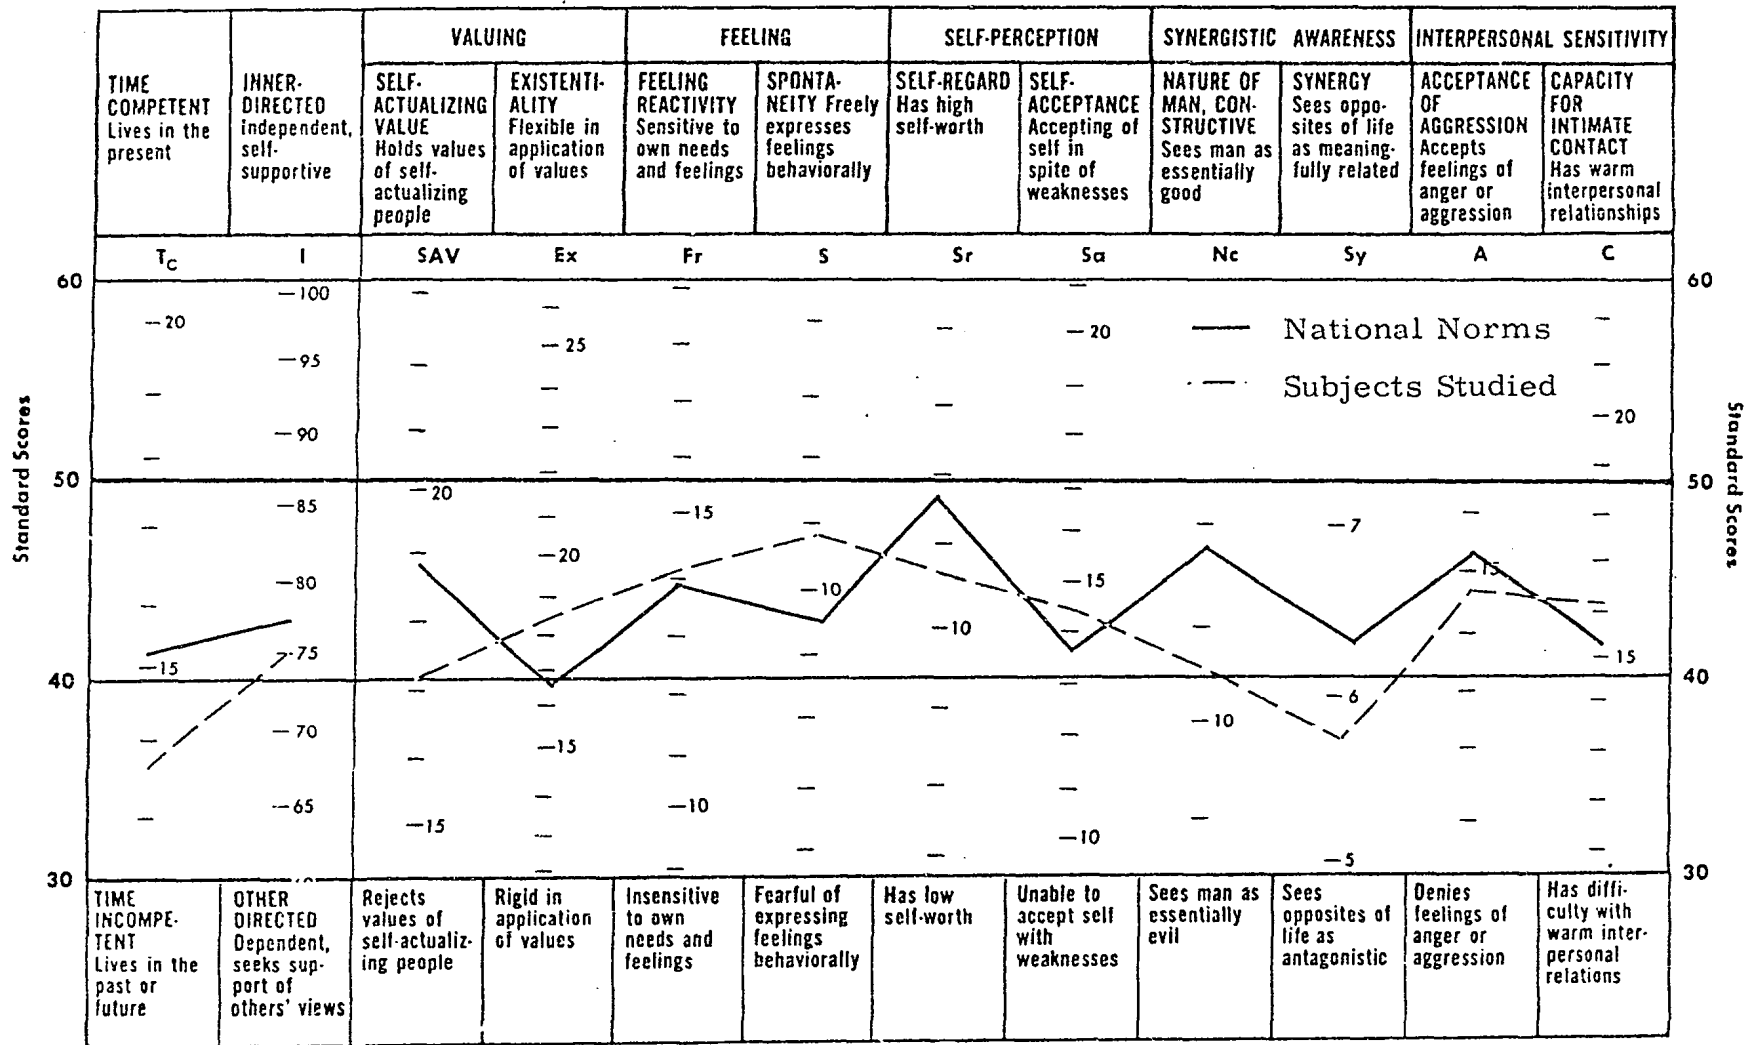 VALUING
FEELING
SELF-PERCEPTION
SYNERGISTIC AWARENESS
INTERPERSONAL SENSITIVITY
TIME
COMPETENT
Lives in the
present
INNER-
DIRECTED
independent,
self-
supportive
SELF-
ACTUALIZING
VALUE
Holds values
of self-
actualizing
people
EXISTENTI-
ALITY
Flexible in
application
of values
FEELING
REACTIVITY
Sensitive to
own needs
and feelings
SPONTA-
NEITY Freely
expresses
feelings
behaviorally
SELF-REGARD
Has high
self-worth
SELF-
ACCEPTANCE
Accepting of
self in
spite of
weaknesses
NATURE OF
MAN, CON-
STRUCTIVE
Sees man as
essentially
good
SYNERGY
Sees oppo-
sites of life
as meaning-
fully related
ACCEPTANCE
OF
AGGRESSION
Accepts
feelings of
anger or
aggression
CAPACITY
FOR
INTIMATE
CONTACT
Has warm
interpersonal
relationships
TC
I
SAV
Ex
Fr
S
Sr
Sa
Nc
Sy
A
C
Standard Scores
60
50
40
30
20
15
100
95
90
85
80
75
70
65
20
15
25
20
15
15
10
10
10
20
15
10
10
7
6
5
15
20
15
National Norms
Subjects Studied
60
50
40
30
Standard Scores
TIME
INCOMPE-
TENT
Lives in the
past or
future
OTHER
DIRECTED
Dependent,
seeks sup-
port of
others' views
Rejects
values of
self-actualiz-
ing people
Rigid in
application
of values
Insensitive
to own
needs and
feelings
Fearful of
expressing
feelings
behaviorally
Has low
self-worth
Unable to
accept self
with
weaknesses
Sees man as
essentially
evil
Sees
opposites of
life as
antagonistic
Denies
feelings of
anger or
aggression
Has diffi-
culty with
warm inter-
personal
relations